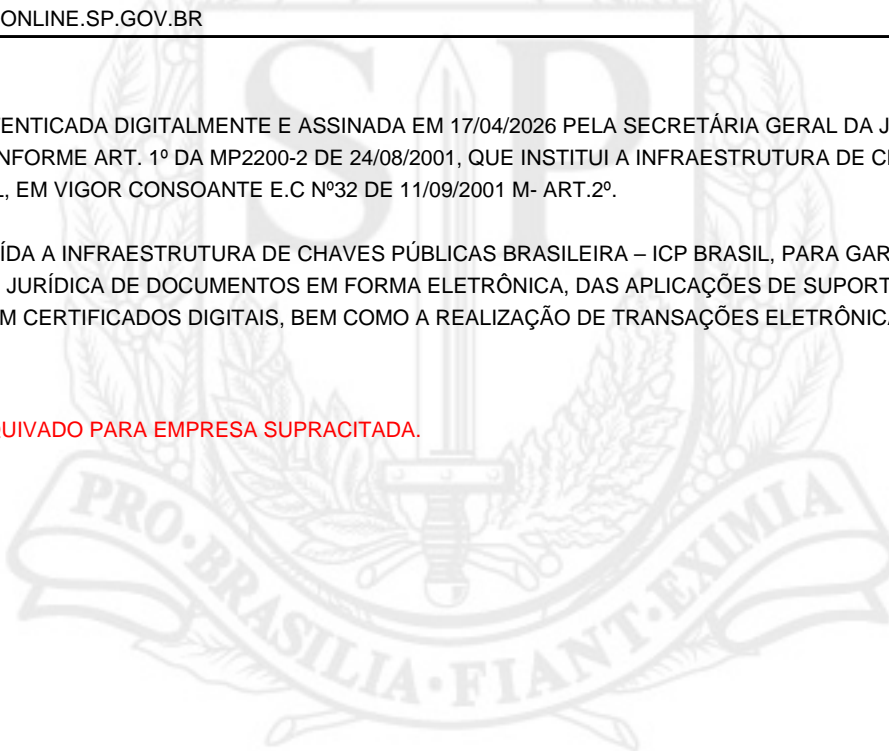 ONLINE.SP.GOV.BR
ENTICADA DIGITALMENTE E ASSINADA EM 17/04/2026 PELA SECRETÁRIA GERAL DA J
NFORME ART. 1º DA MP2200-2 DE 24/08/2001, QUE INSTITUI A INFRAESTRUTURA DE C
, EM VIGOR CONSOANTE E.C Nº32 DE 11/09/2001 M- ART.2º.
ÍDA A INFRAESTRUTURA DE CHAVES PÚBLICAS BRASILEIRA – ICP BRASIL, PARA GAR
JURÍDICA DE DOCUMENTOS EM FORMA ELETRÔNICA, DAS APLICAÇÕES DE SUPORT
M CERTIFICADOS DIGITAIS, BEM COMO A REALIZAÇÃO DE TRANSAÇÕES ELETRÔNICA
QUIVADO PARA EMPRESA SUPRACITADA.
SP
PRO·BRASILIA·FIANT·EXIMIA